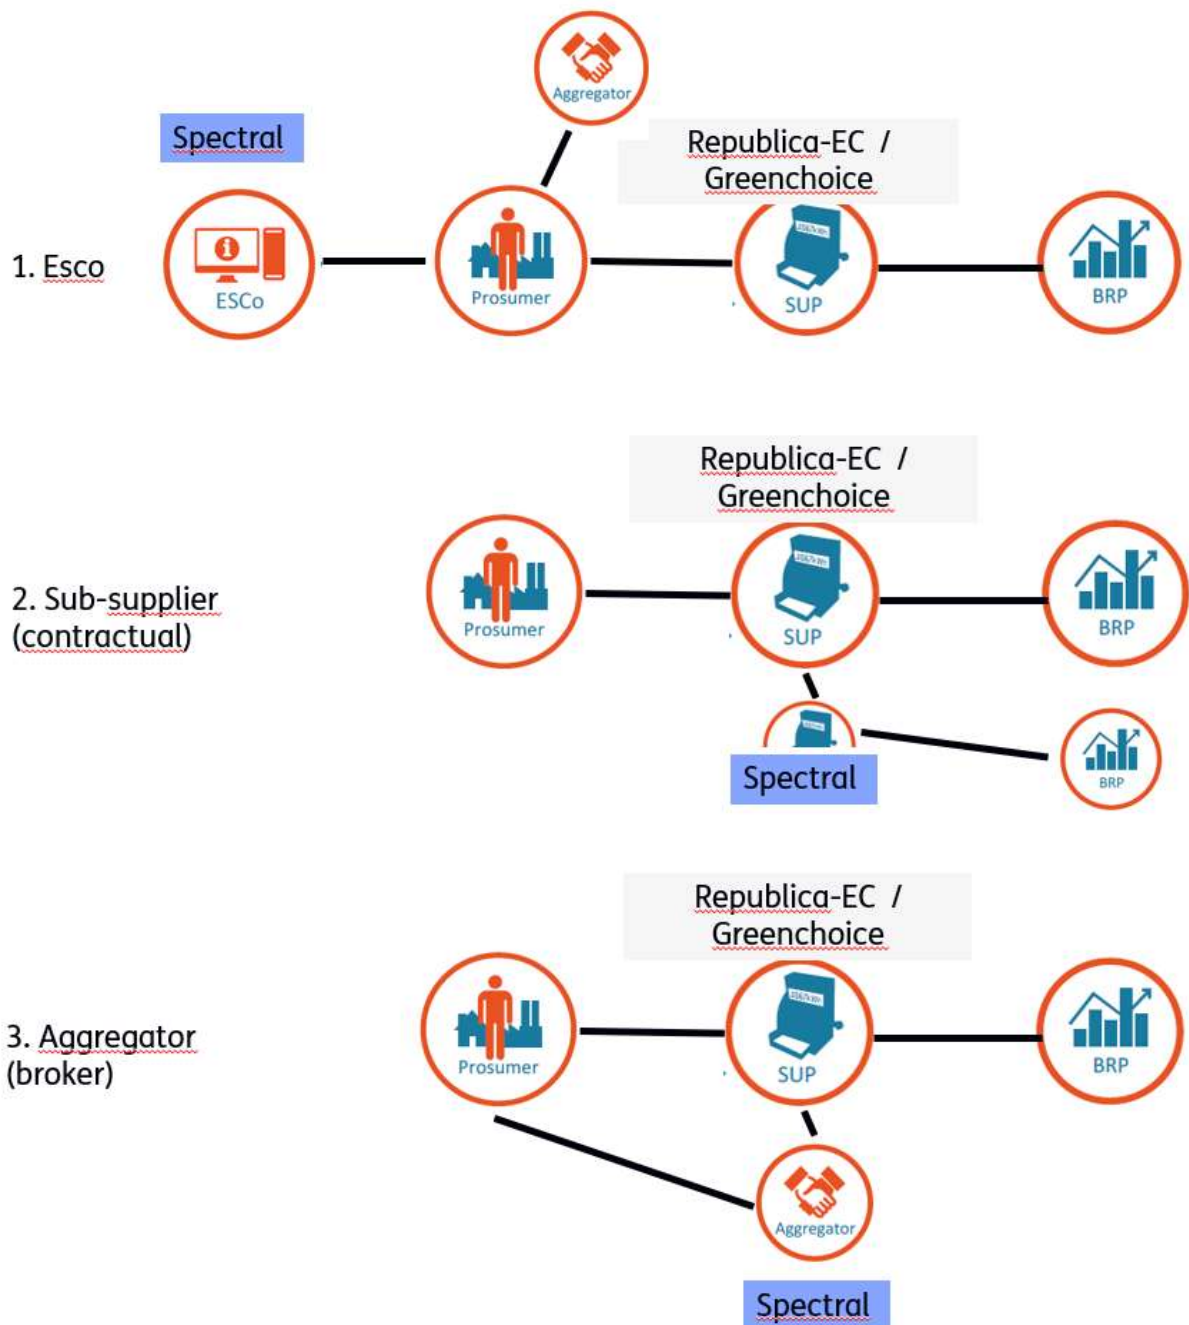 Aggregator
Spectral
Republica-EC /
Greenchoice
1. Esco
ESCo
Prosumer
SUP
BRP
Republica-EC /
Greenchoice
2. Sub-supplier
(contractual)
Prosumer
SUP
BRP
Spectral
BRP
Republica-EC /
Greenchoice
3. Aggregator
(broker)
Prosumer
SUP
BRP
Aggregator
Spectral